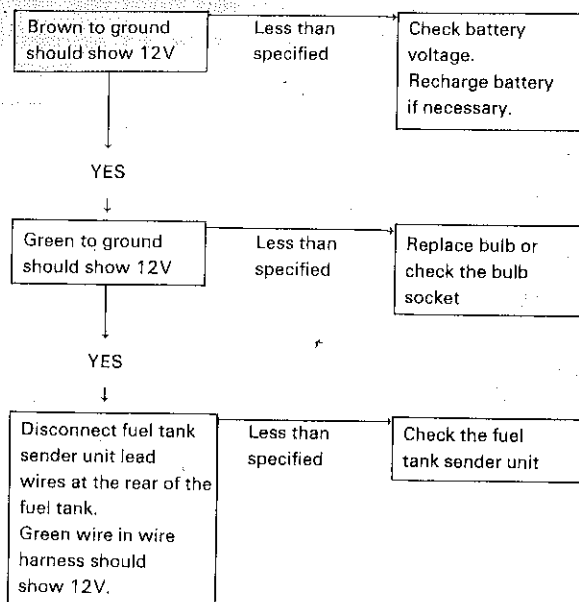 Brown to ground
should show 12V
Less than
specified
Check battery
voltage.
Recharge battery
if necessary.
YES
Green to ground
should show 12V
Less than
specified
Replace bulb or
check the bulb
socket
YES
Disconnect fuel tank
sender unit lead
wires at the rear of the
fuel tank.
Green wire in wire
harness should
show 12V.
Less than
specified
Check the fuel
tank sender unit